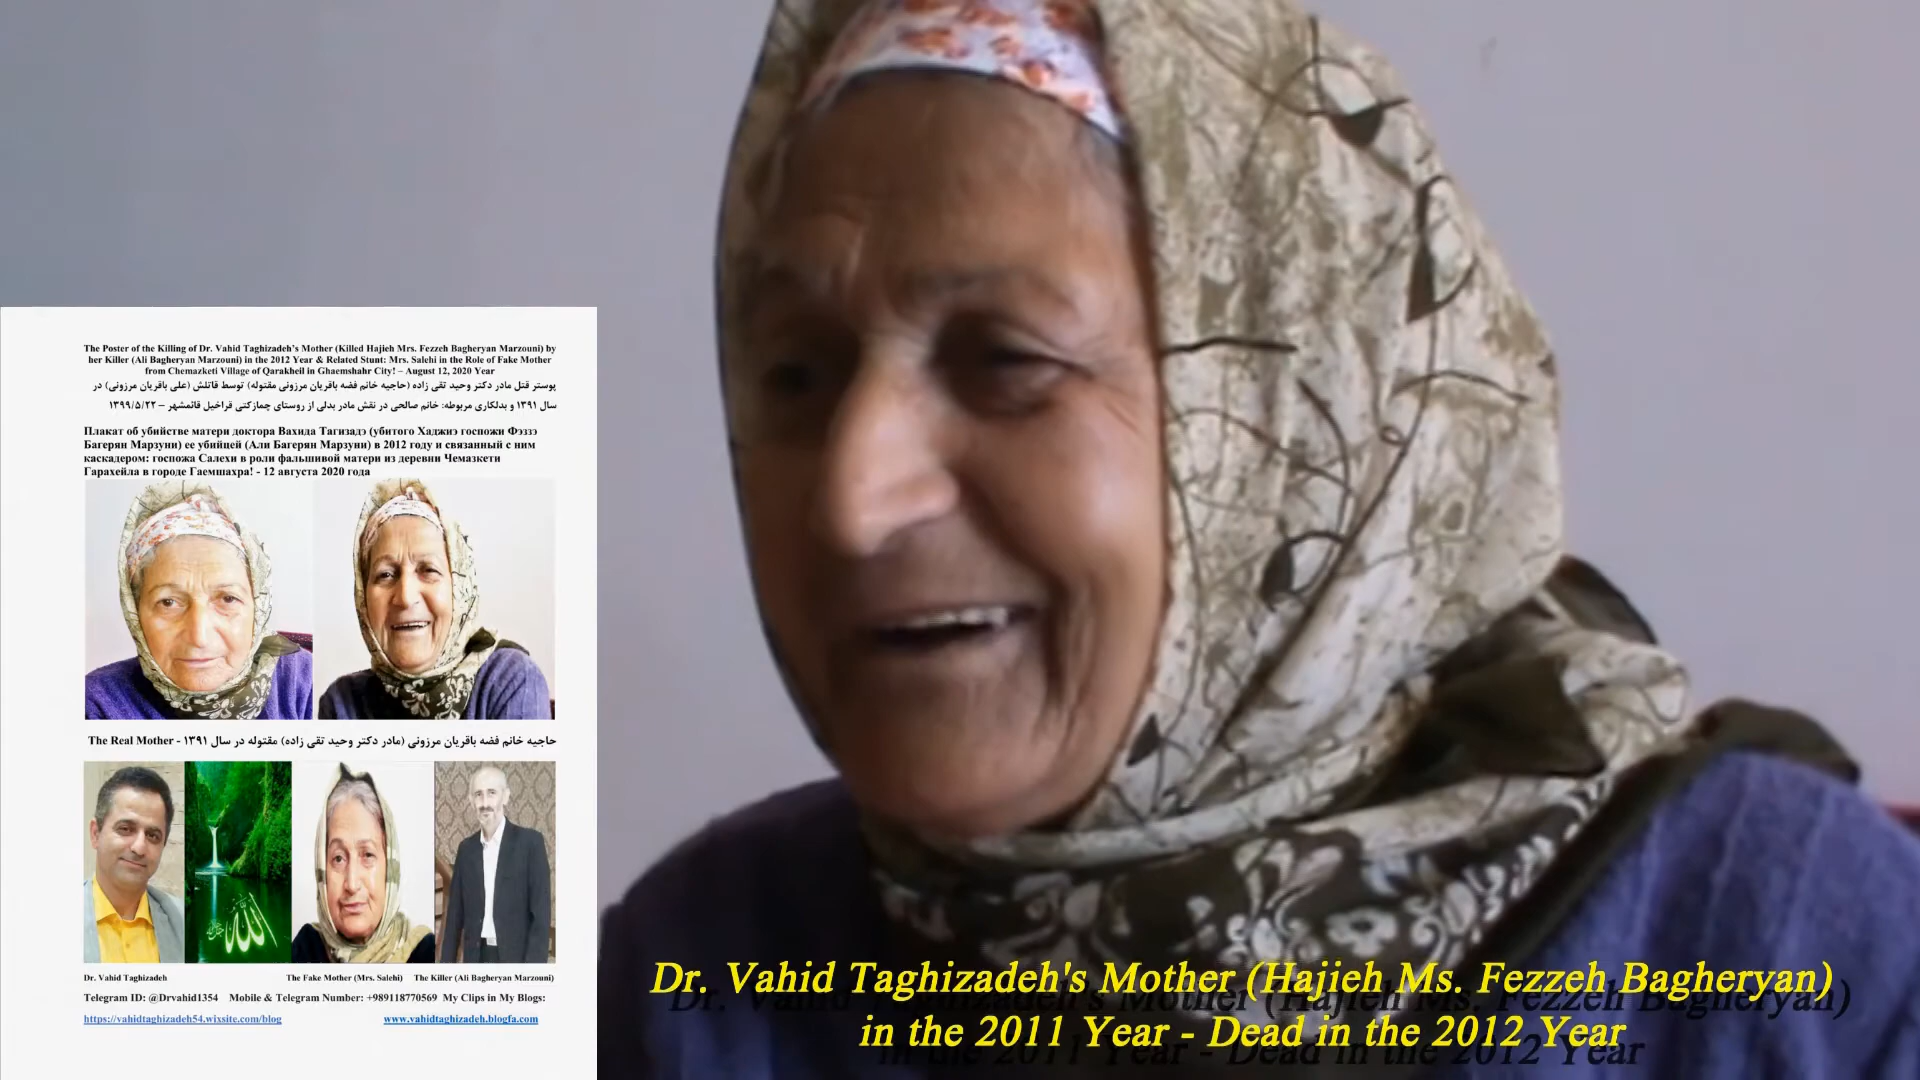 The Poster of the Killing of Dr. Vahid Taghizadeh's Mother (Killed Hajieh Mrs. Fezzeh Bagheryan Marzouni) by
her Killer (Ali Bagheryan Marzouni) in the 2012 Year & Related Stunt: Mrs. Salehi in the Role of Fake Mother
from Chemazketi Village of Qarakheil in Ghaemshahr City! – August 12, 2020 Year
پوستر قتل مادر دکتر وحید تقی زاده (حاجیه خانم فضه باقریان مرزونی مقتوله) توسط قاتلش (علی باقریان مرزونی) در
سال ۱۳۹۱ و بدلکاری مربوطه: خانم صالحی در نقش مادر بدلی از روستای چمازکتی قراخیل قائمشهر – ۱۳۹۹/۵/۲۲
Плакат об убийстве матери доктора Вахида Тагизадэ (убитого Хаджиэ госпожи Фэззэ
Багерян Марзуни) ее убийцей (Али Багерян Марзуни) в 2012 году и связанный с ним
каскадером: госпожа Салехи в роли фальшивой матери из деревни Чемазкети
Гарахейла в городе Гаемшахра! - 12 августа 2020 года
حاجیه خانم فضه باقریان مرزونی (مادر دکتر وحید تقی زاده) مقتوله در سال ۱۳۹۱ - The Real Mother
الله
Dr. Vahid Taghizadeh The Fake Mother (Mrs. Salehi) The Killer (Ali Bagheryan Marzouni)
Telegram ID: @Drvahid1354 Mobile & Telegram Number: +989118770569 My Clips in My Blogs:
https://vahidtaghizadeh54.wixsite.com/blog www.vahidtaghizadeh.blogfa.com
Dr. Vahid Taghizadeh's Mother (Hajieh Ms. Fezzeh Bagheryan)
in the 2011 Year - Dead in the 2012 Year